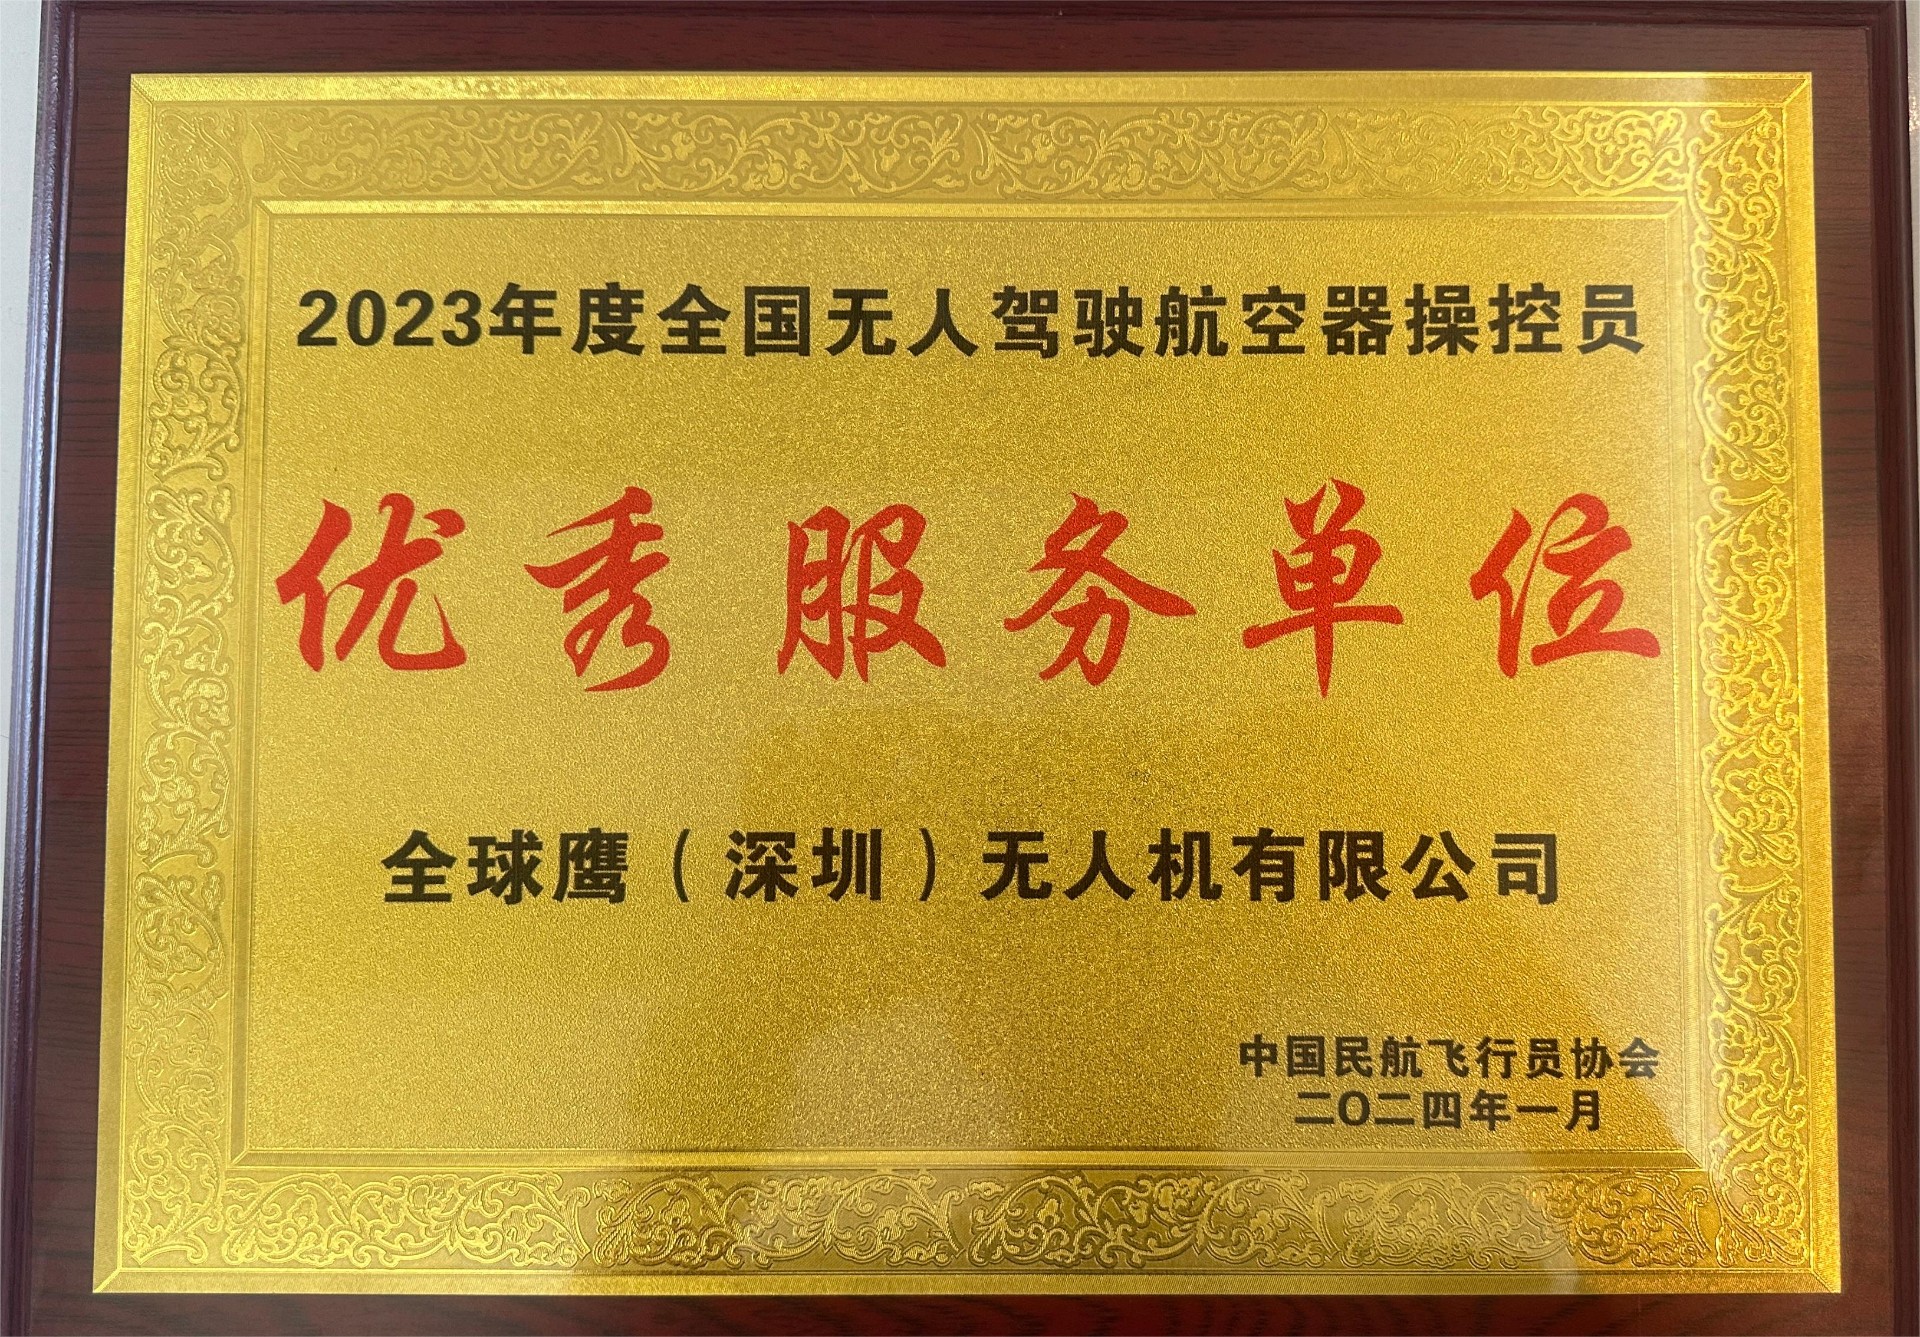 2023年度全国无人驾驶航空器操控员
优秀服务单位
全球鹰（深圳）无人机有限公司
中国民航飞行员协会
二〇二四年一月